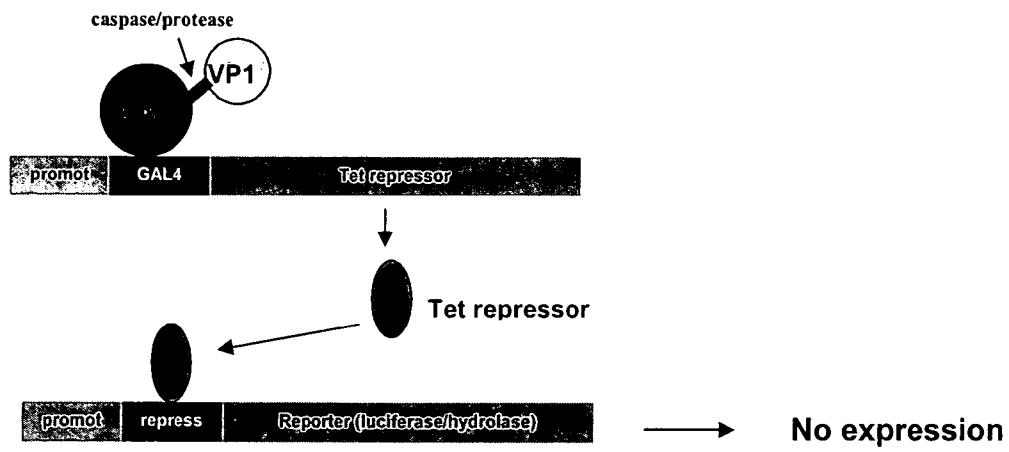 caspase/protease
VP1
promot GAL4 Tet repressor
Tet repressor
promot repress Reporter (luciferase/hydrolase)
No expression